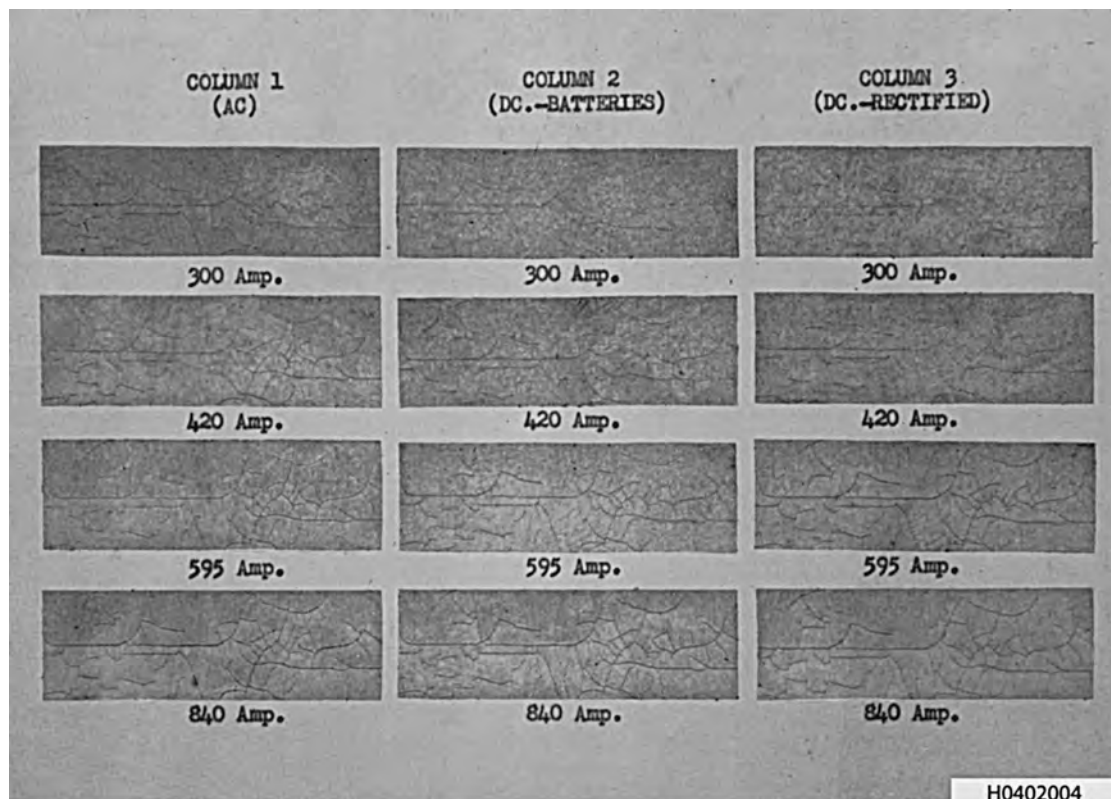 COLUMN 1
(AC)
COLUMN 2
(DC.-BATTERIES)
COLUMN 3
(DC.-RECTIFIED)
300 Amp.
300 Amp.
300 Amp.
420 Amp.
420 Amp.
420 Amp.
595 Amp.
595 Amp.
595 Amp.
840 Amp.
840 Amp.
840 Amp.
H0402004